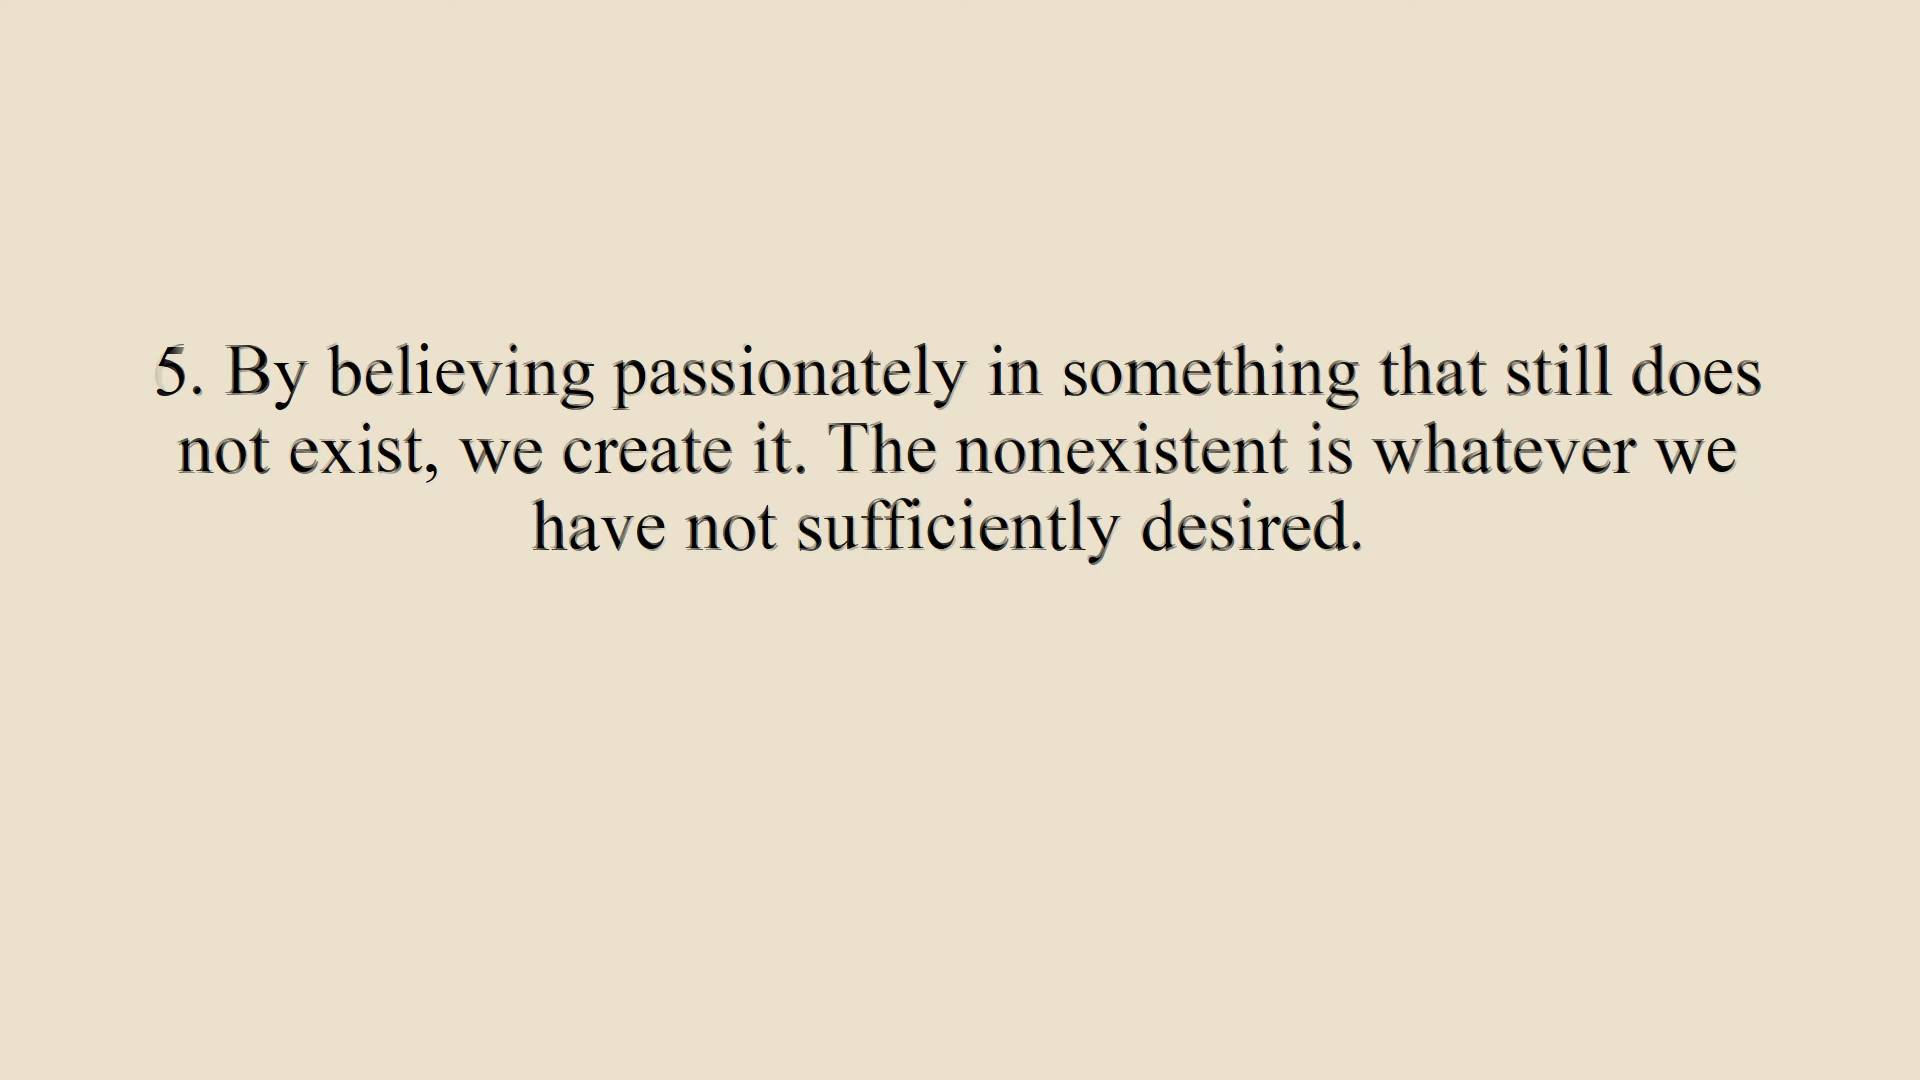 5. By believing passionately in something that still does
not exist, we create it. The nonexistent is whatever we
have not sufficiently desired.